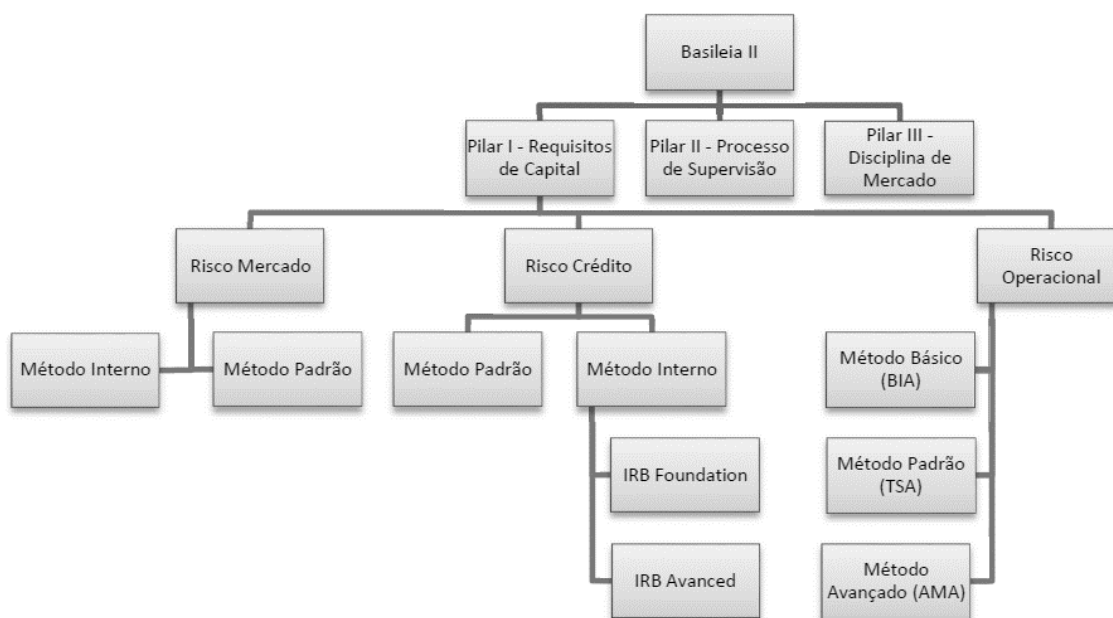 Basileia II
Pilar I - Requisitos
de Capital
Pilar II - Processo
de Supervisão
Pilar III -
Disciplina de
Mercado
Risco Mercado
Risco Crédito
Risco
Operacional
Método Interno
Método Padrão
Método Padrão
Método Interno
Método Básico
(BIA)
IRB Foundation
Método Padrão
(TSA)
IRB Avanced
Método
Avançado (AMA)